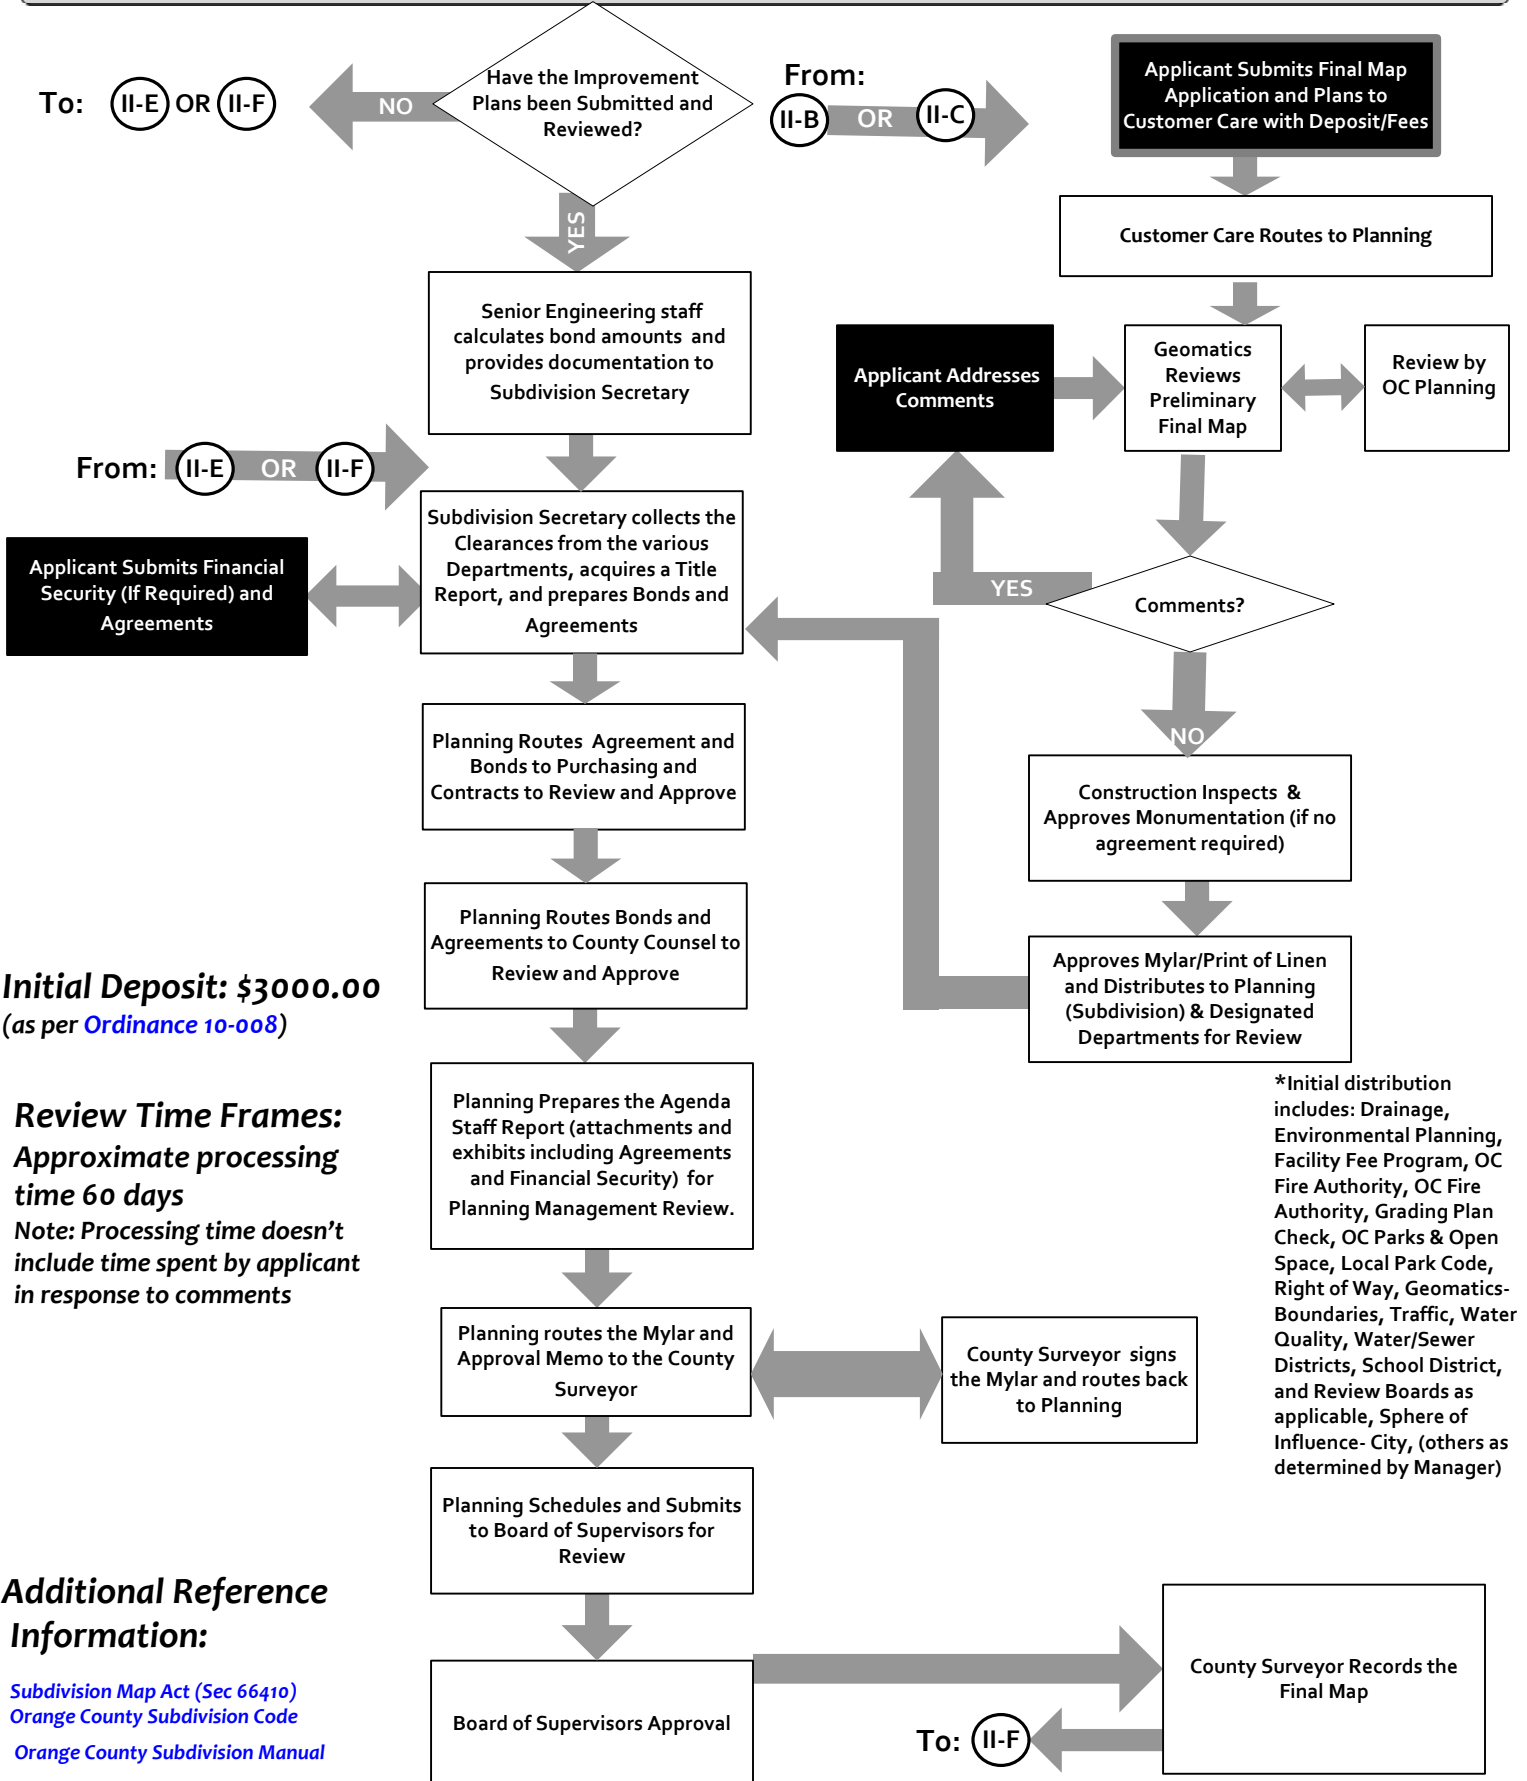 To: II-E OR II-F
NO
Have the Improvement
Plans been Submitted and
Reviewed?
From:
II-B OR II-C
Applicant Submits Final Map
Application and Plans to
Customer Care with Deposit/Fees
YES
Customer Care Routes to Planning
Senior Engineering staff
calculates bond amounts and
provides documentation to
Subdivision Secretary
Applicant Addresses
Comments
Geomatics
Reviews
Preliminary
Final Map
Review by
OC Planning
From: II-E OR II-F
Subdivision Secretary collects the
Clearances from the various
Departments, acquires a Title
Report, and prepares Bonds and
Agreements
Applicant Submits Financial
Security (If Required) and
Agreements
YES
Comments?
NO
Planning Routes Agreement and
Bonds to Purchasing and
Contracts to Review and Approve
Construction Inspects &
Approves Monumentation (if no
agreement required)
Planning Routes Bonds and
Agreements to County Counsel to
Review and Approve
Approves Mylar/Print of Linen
and Distributes to Planning
(Subdivision) & Designated
Departments for Review
Initial Deposit: $3000.00
(as per Ordinance 10-008)
Review Time Frames:
Approximate processing
time 60 days
Note: Processing time doesn't
include time spent by applicant
in response to comments
Planning Prepares the Agenda
Staff Report (attachments and
exhibits including Agreements
and Financial Security) for
Planning Management Review.
*Initial distribution
includes: Drainage,
Environmental Planning,
Facility Fee Program, OC
Fire Authority, OC Fire
Authority, Grading Plan
Check, OC Parks & Open
Space, Local Park Code,
Right of Way, Geomatics-
Boundaries, Traffic, Water
Quality, Water/Sewer
Districts, School District,
and Review Boards as
applicable, Sphere of
Influence- City, (others as
determined by Manager)
Planning routes the Mylar and
Approval Memo to the County
Surveyor
County Surveyor signs
the Mylar and routes back
to Planning
Planning Schedules and Submits
to Board of Supervisors for
Review
Additional Reference
Information:
Subdivision Map Act (Sec 66410)
Orange County Subdivision Code
Orange County Subdivision Manual
Board of Supervisors Approval
County Surveyor Records the
Final Map
To: II-F